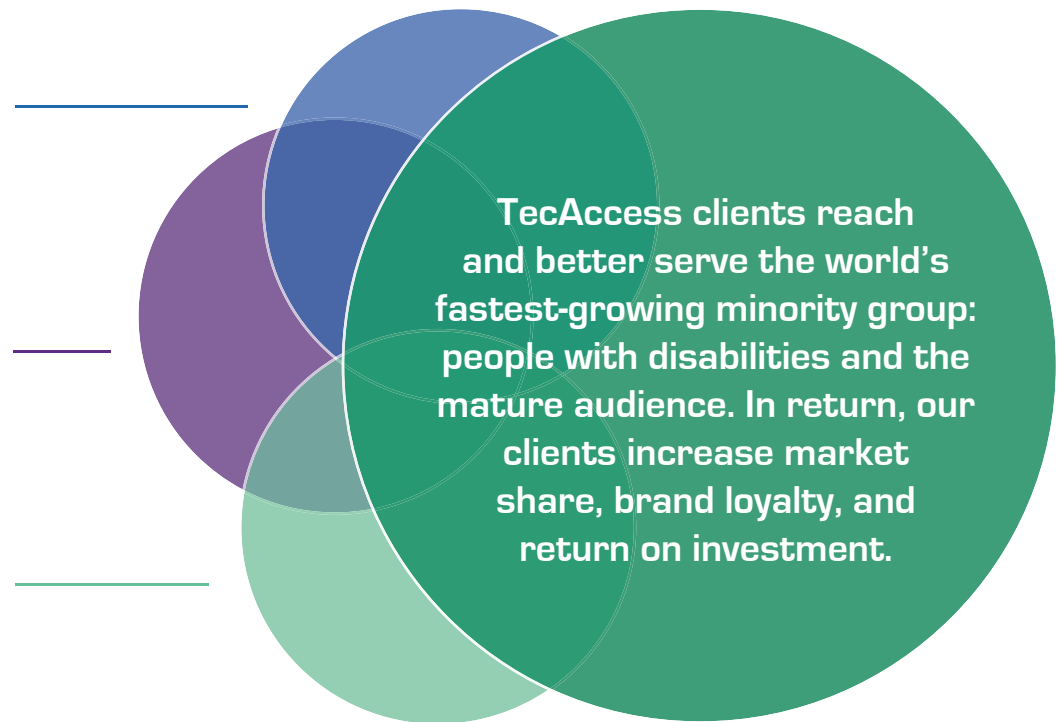 TecAccess clients reach
and better serve the world’s
fastest-growing minority group:
people with disabilities and the
mature audience. In return, our
clients increase market
share, brand loyalty, and
return on investment.